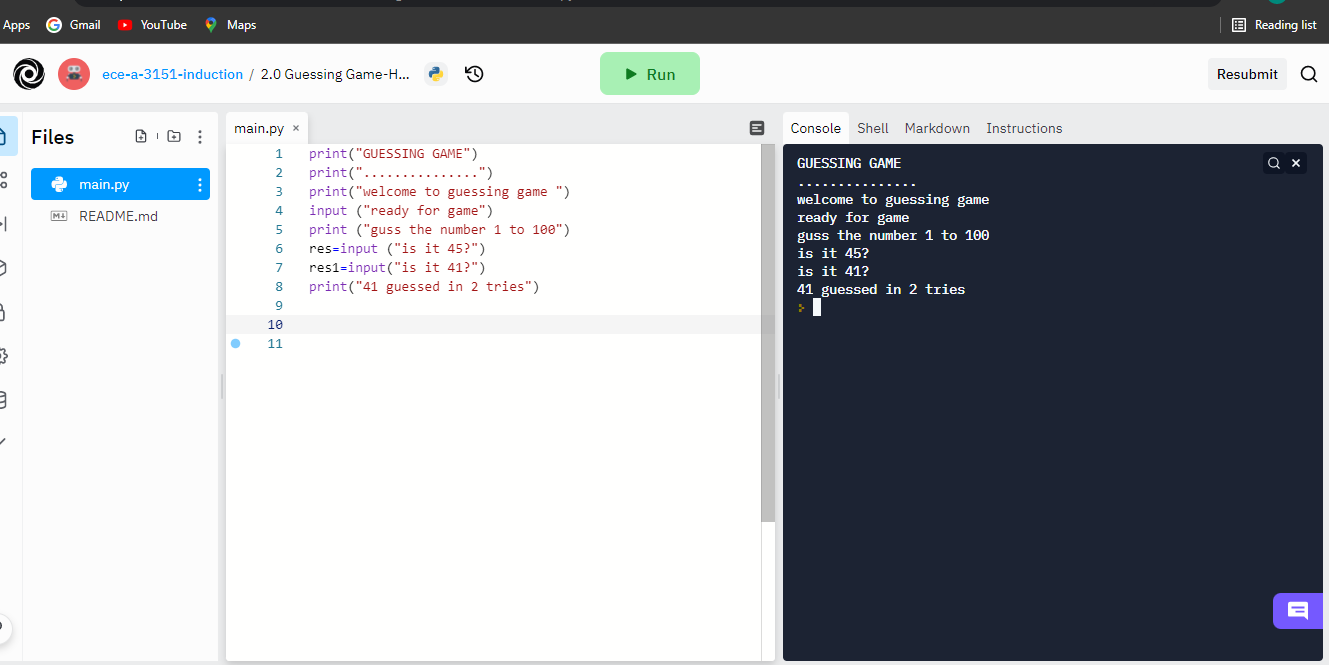 Apps Gmail YouTube Maps Reading list
ece-a-3151-induction / 2.0 Guessing Game-H... Run Resubmit
Files
main.py
README.md
main.py ×
1 print("GUESSING GAME")
2 print("...............")
3 print("welcome to guessing game ")
4 input ("ready for game")
5 print ("guss the number 1 to 100")
6 res=input ("is it 45?")
7 res1=input("is it 41?")
8 print("41 guessed in 2 tries")
9
10
11
Console Shell Markdown Instructions
GUESSING GAME
...............
welcome to guessing game
ready for game
guss the number 1 to 100
is it 45?
is it 41?
41 guessed in 2 tries